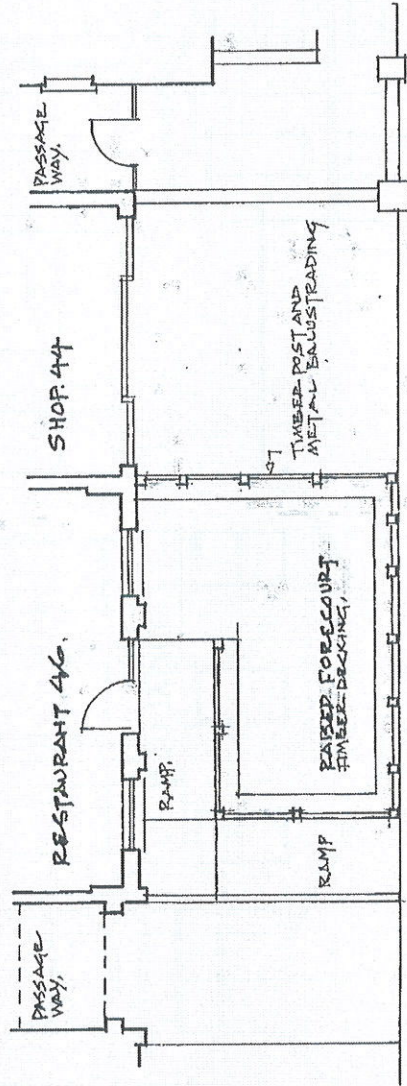 PASSAGE
WAY.
RESTAURANT 46.
SHOP. 44
PASSAGE
WAY.
RAMP.
RAMP
RAISED FORECOURT
TIMBER DECKING.
TIMBER POST AND
METAL BALUSTRADING